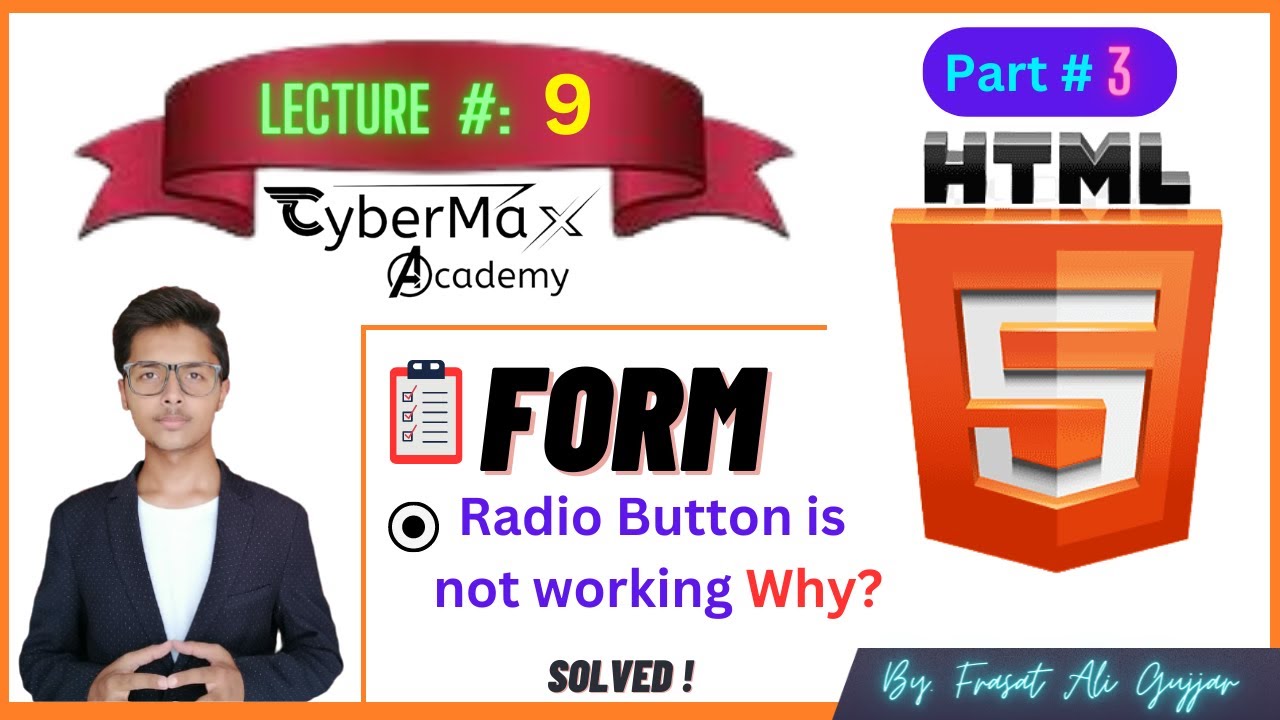 LECTURE #: 9
CyberMax
Academy
Part # 3
HTML
5
FORM
Radio Button is
not working Why?
SOLVED !
By. Frasat Ali Gujjar